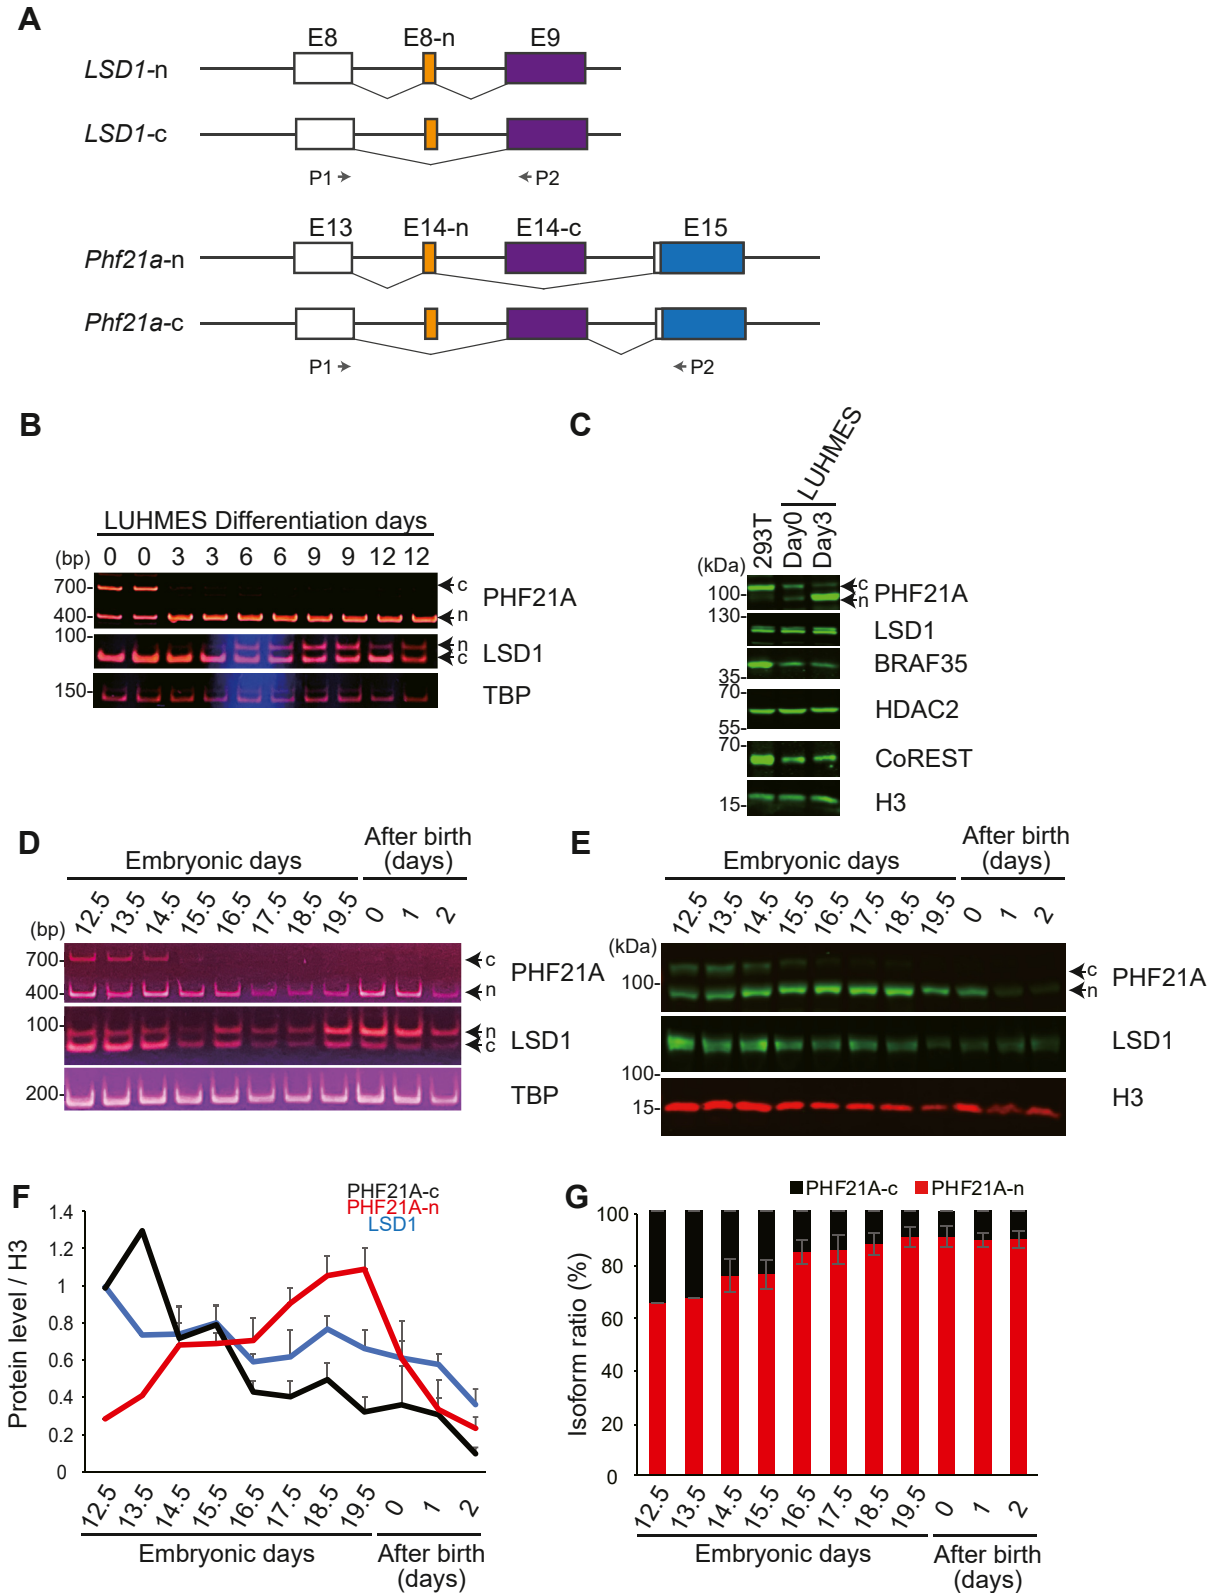 A
E8 E8-n E9
LSD1-n
LSD1-c
P1 P2
E13 E14-n E14-c E15
Phf21a-n
Phf21a-c
P1 P2
B
LUHMES Differentiation days
(bp) 0 0 3 3 6 6 9 9 12 12
700- c
PHF21A
400- n
100- n
LSD1
c
150- TBP
C
LUHMES
293T Day0 Day3
(kDa)
c
100- n PHF21A
130-
LSD1
BRAF35
35-
70-
HDAC2
55-
70-
CoREST
15- H3
D
Embryonic days
After birth
(days)
12.5 13.5 14.5 15.5 16.5 17.5 18.5 19.5 0 1 2
(bp)
700- c
PHF21A
400- n
100- n
LSD1
c
200- TBP
E
Embryonic days
After birth
(days)
12.5 13.5 14.5 15.5 16.5 17.5 18.5 19.5 0 1 2
(kDa)
c
PHF21A
100- n
LSD1
100-
15- H3
F
PHF21A-c
PHF21A-n
LSD1
Protein level / H3
1.4
1.2
1
0.8
0.6
0.4
0.2
0
12.5 13.5 14.5 15.5 16.5 17.5 18.5 19.5 0 1 2
Embryonic days
After birth
(days)
G
PHF21A-c PHF21A-n
Isoform ratio (%)
100
80
60
40
20
0
12.5 13.5 14.5 15.5 16.5 17.5 18.5 19.5 0 1 2
Embryonic days
After birth
(days)